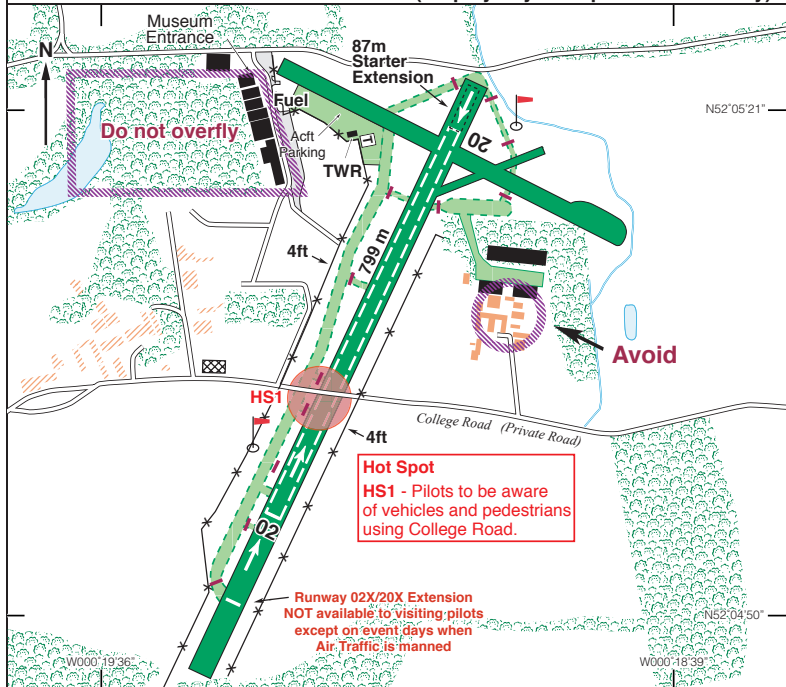 Museum
Entrance
N
87m
Starter
Extension
Fuel
N52°05'21"
Do not overfly
Acft
Parking
T
TWR
20
4ft
799 m
Avoid
HS1
College Road (Private Road)
4ft
Hot Spot
HS1 - Pilots to be aware
of vehicles and pedestrians
using College Road.
02
Runway 02X/20X Extension
NOT available to visiting pilots
except on event days when
Air Traffic is manned
N52°04'50"
W000°19'36"
W000°18'39"